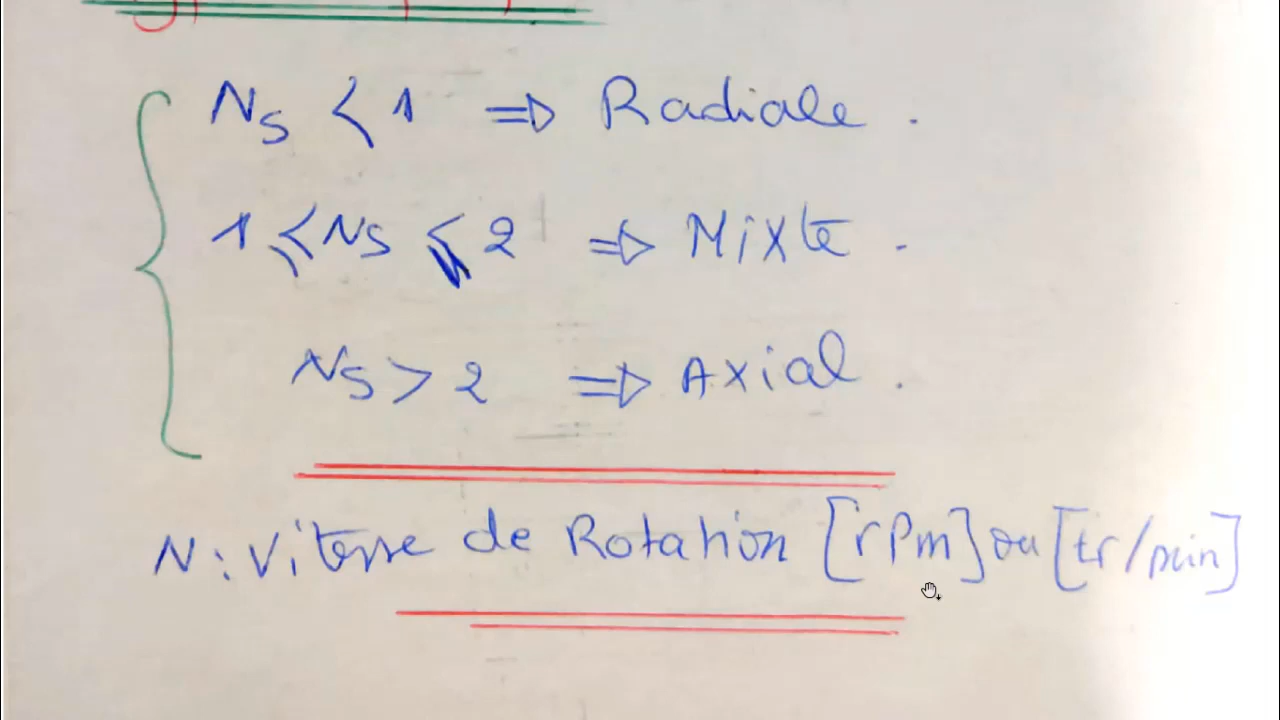 Ns < 1 ⇒ Radiale.
1 ⩽ Ns ⩽ 2 ⇒ Mixte.
Ns > 2 ⇒ Axial.
N : Vitesse de Rotation [rpm] ou [tr/min]